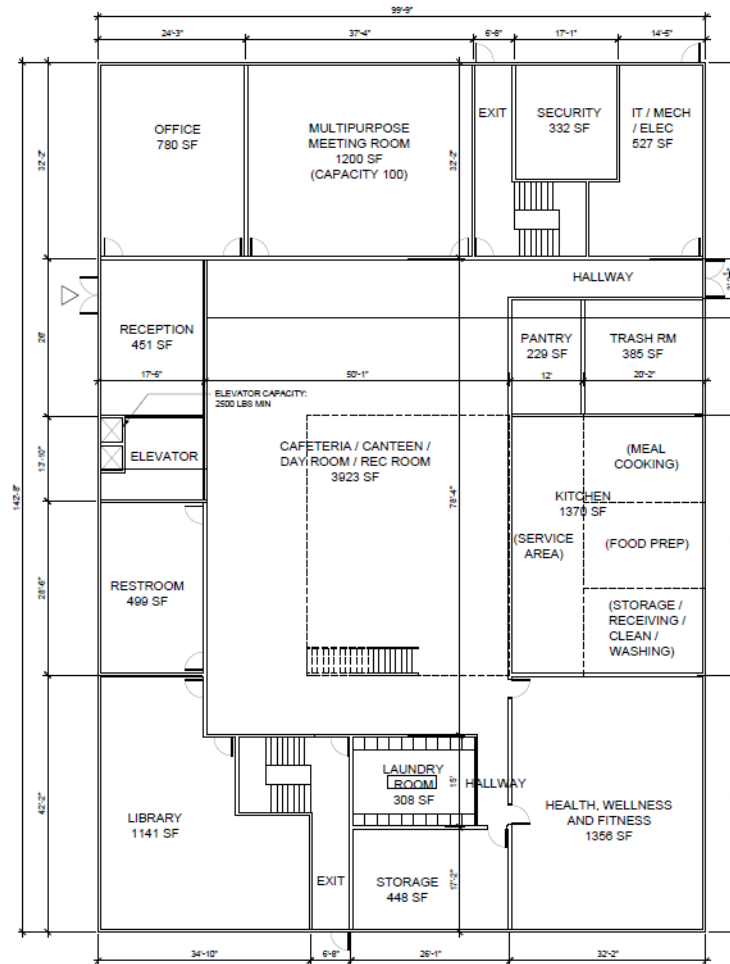 99'-9"
24'-3"
37'-4"
6'-8"
17'-1"
14'-5"
OFFICE
780 SF
MULTIPURPOSE
MEETING ROOM
1200 SF
(CAPACITY 100)
EXIT
SECURITY
332 SF
IT / MECH
/ ELEC
527 SF
32'-2"
32'-2"
HALLWAY
RECEPTION
451 SF
26'
PANTRY
229 SF
TRASH RM
385 SF
17'-6"
50'-1"
12'
20'-2"
ELEVATOR CAPACITY:
2500 LBS MIN
ELEVATOR
13'-10"
CAFETERIA / CANTEEN /
DAY ROOM / REC ROOM
3923 SF
(MEAL
COOKING)
KITCHEN
1370 SF
142'-8"
78'-4"
(SERVICE
AREA)
(FOOD PREP)
RESTROOM
499 SF
28'-6"
(STORAGE /
RECEIVING /
CLEAN /
WASHING)
LAUNDRY
ROOM
308 SF
15'
HALLWAY
LIBRARY
1141 SF
42'-2"
HEALTH, WELLNESS
AND FITNESS
1356 SF
EXIT
STORAGE
448 SF
17'-2"
34'-10"
6'-8"
26'-1"
32'-2"